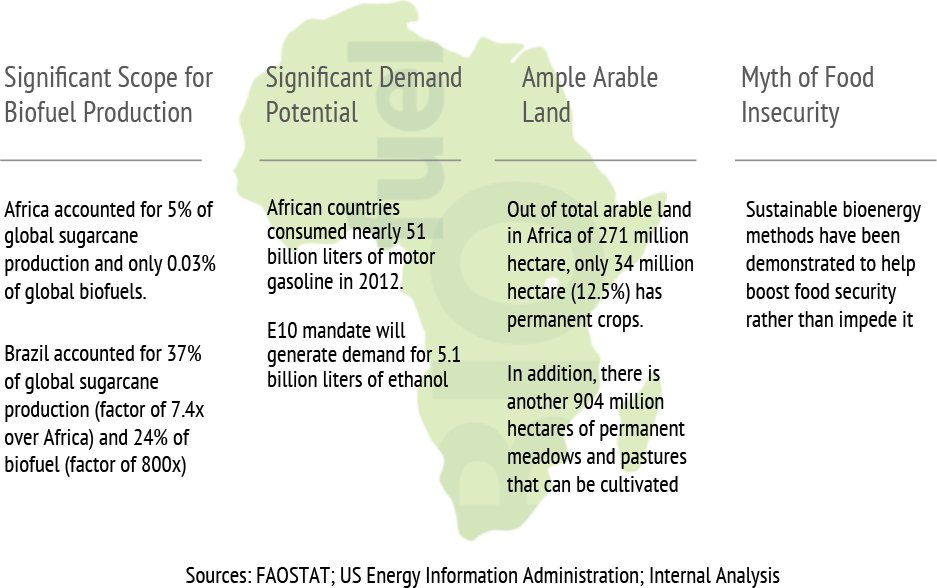 Significant Scope for
Biofuel Production
Africa accounted for 5% of
global sugarcane
production and only 0.03%
of global biofuels.
Brazil accounted for 37%
of global sugarcane
production (factor of 7.4x
over Africa) and 24% of
biofuel (factor of 800x)
Significant Demand
Potential
African countries
consumed nearly 51
billion liters of motor
gasoline in 2012.
E10 mandate will
generate demand for 5.1
billion liters of ethanol
Ample Arable
Land
Out of total arable land
in Africa of 271 million
hectare, only 34 million
hectare (12.5%) has
permanent crops.
In addition, there is
another 904 million
hectares of permanent
meadows and pastures
that can be cultivated
Myth of Food
Insecurity
Sustainable bioenergy
methods have been
demonstrated to help
boost food security
rather than impede it
BIO
fuel
Sources: FAOSTAT; US Energy Information Administration; Internal Analysis